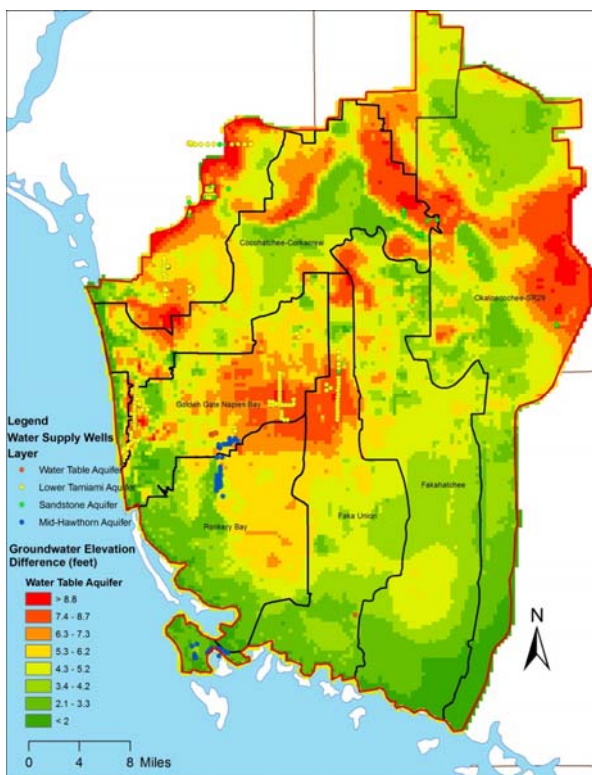 Cocohatchee-Corkscrew
Okaloacoochee-SR29
Golden Gate Naples Bay
Fakahatchee
Faka Union
Rookery Bay
Legend
Water Supply Wells
Layer
Water Table Aquifer
Lower Tamiami Aquifer
Sandstone Aquifer
Mid-Hawthorn Aquifer
Groundwater Elevation
Difference (feet)
Water Table Aquifer
> 8.8
7.4 - 8.7
6.3 - 7.3
5.3 - 6.2
4.3 - 5.2
3.4 - 4.2
2.1 - 3.3
< 2
N
0 4 8 Miles